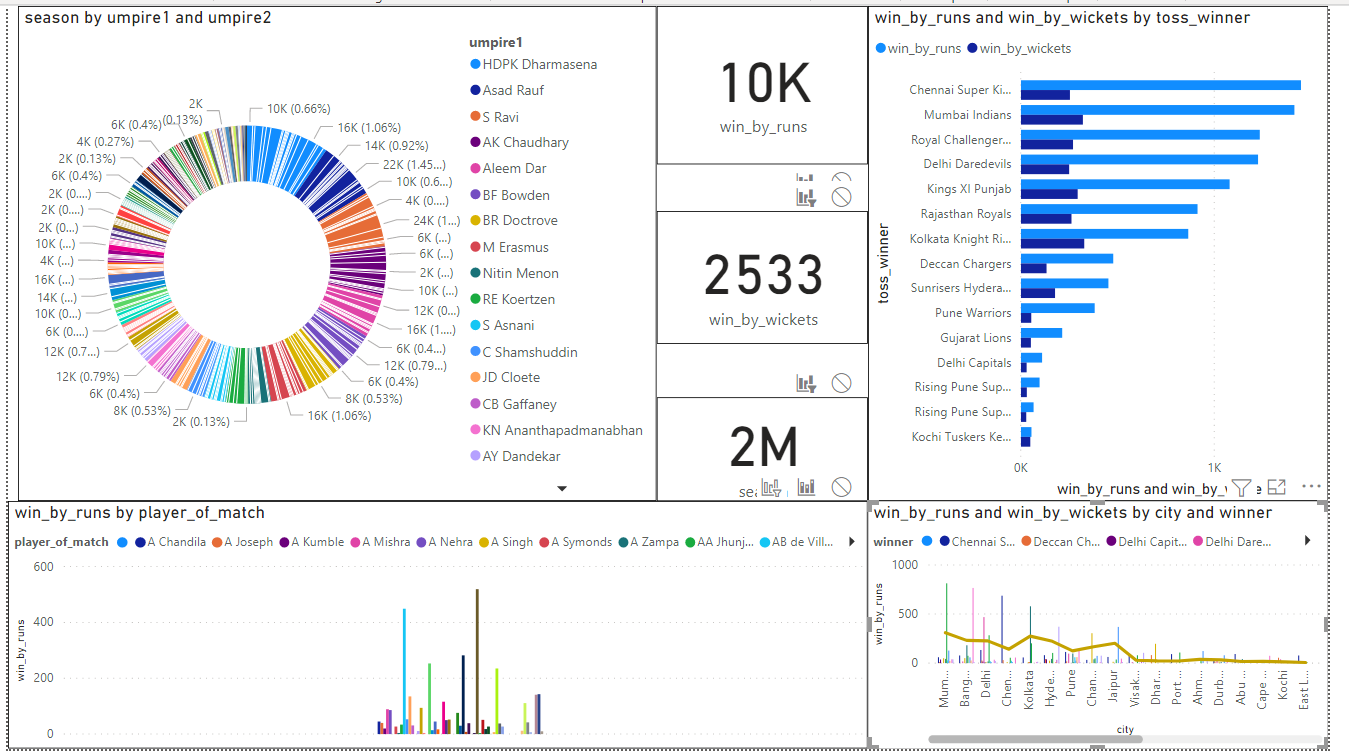 season by umpire1 and umpire2
umpire1
HDPK Dharmasena
Asad Rauf
S Ravi
AK Chaudhary
Aleem Dar
BF Bowden
BR Doctrove
M Erasmus
Nitin Menon
RE Koertzen
S Asnani
C Shamshuddin
JD Cloete
CB Gaffaney
KN Ananthapadmanabhan
AY Dandekar
10K (0.66%)
16K (1.06%)
14K (0.92%)
22K (1.45...)
10K (0.6...)
4K (0....)
24K (1...)
6K (...)
6K (...)
2K (...)
10K (...)
12K (0...)
16K (1....)
6K (0.4...)
12K (0.79...)
6K (0.4%)
8K (0.53%)
16K (1.06%)
2K (0.13%)
8K (0.53%)
6K (0.4%)
12K (0.79%)
12K (0.7...)
6K (0...)
10K (0...)
14K (...)
16K (...)
4K (...)
10K (...)
2K (0...)
2K (0....)
2K (0....)
6K (0.4%)
2K (0.13%)
4K (0.27%)
6K (0.4%)
2K
(0.13%)
10K
win_by_runs
2533
win_by_wickets
2M
win_by_runs and win_by_wickets by toss_winner
win_by_runs
win_by_wickets
toss_winner
Chennai Super Ki...
Mumbai Indians
Royal Challenger...
Delhi Daredevils
Kings XI Punjab
Rajasthan Royals
Kolkata Knight Ri...
Deccan Chargers
Sunrisers Hydera...
Pune Warriors
Gujarat Lions
Delhi Capitals
Rising Pune Sup...
Rising Pune Sup...
Kochi Tuskers Ke...
0K
1K
win_by_runs and win_by_
win_by_runs by player_of_match
player_of_match
A Chandila
A Joseph
A Kumble
A Mishra
A Nehra
A Singh
A Symonds
A Zampa
AA Jhunj...
AB de Vill...
win_by_runs
600
400
200
0
win_by_runs and win_by_wickets by city and winner
winner
Chennai S...
Deccan Ch...
Delhi Capit...
Delhi Dare...
win_by_runs
1000
500
0
Mum...
Bang...
Delhi
Chen...
Kolkata
Hyde...
Pune
Chan...
Jaipur
Visak...
Dhar...
Port ...
Ahm...
Durb...
Abu ...
Cape ...
Kochi
East L...
city